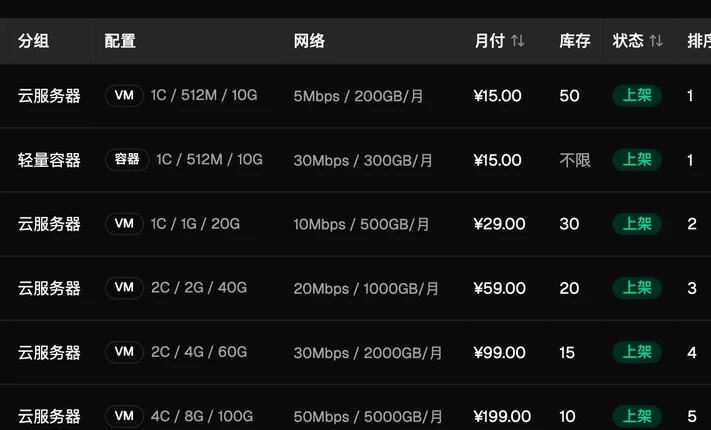 分组 配置 网络 月付 库存 状态 排序
云服务器 VM 1C / 512M / 10G 5Mbps / 200GB/月 ¥15.00 50 上架 1
轻量容器 容器 1C / 512M / 10G 30Mbps / 300GB/月 ¥15.00 不限 上架 1
云服务器 VM 1C / 1G / 20G 10Mbps / 500GB/月 ¥29.00 30 上架 2
云服务器 VM 2C / 2G / 40G 20Mbps / 1000GB/月 ¥59.00 20 上架 3
云服务器 VM 2C / 4G / 60G 30Mbps / 2000GB/月 ¥99.00 15 上架 4
云服务器 VM 4C / 8G / 100G 50Mbps / 5000GB/月 ¥199.00 10 上架 5